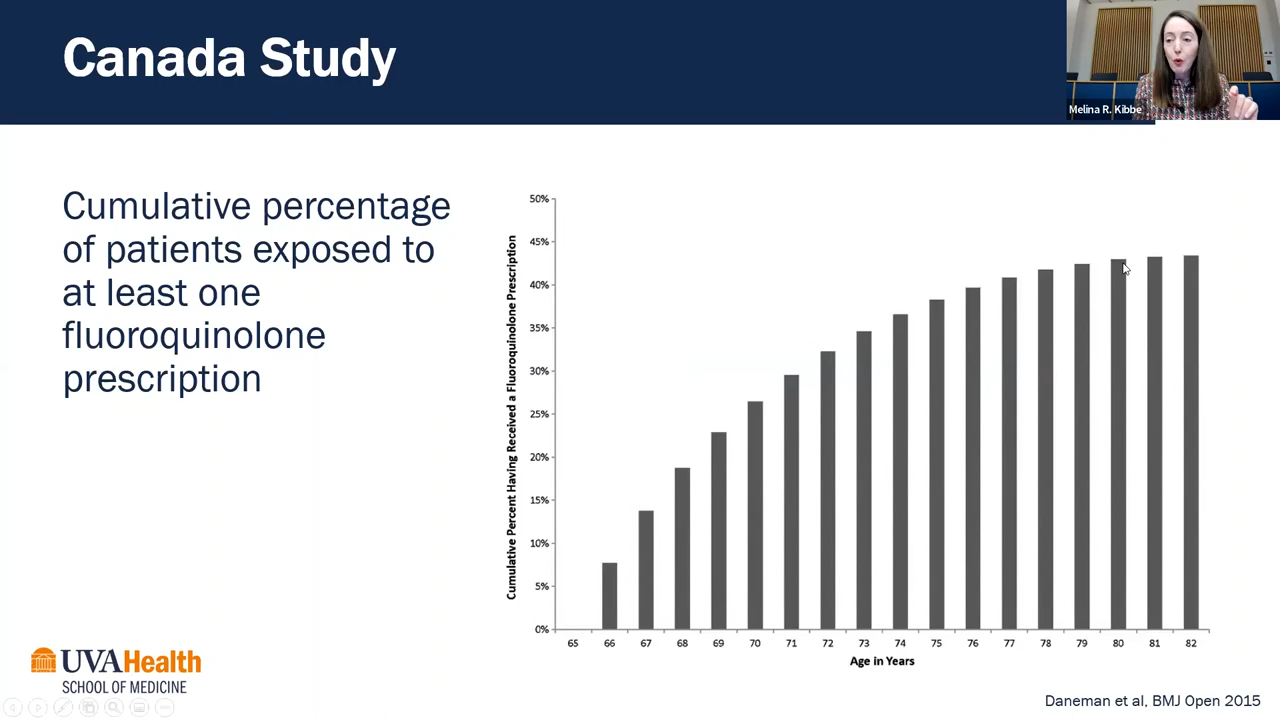 Canada Study
Melina R. Kibbe
Cumulative percentage
of patients exposed to
at least one
fluoroquinolone
prescription
Cumulative Percent Having Received a Fluoroquinolone Prescription
50%
45%
40%
35%
30%
25%
20%
15%
10%
5%
0%
65 66 67 68 69 70 71 72 73 74 75 76 77 78 79 80 81 82
Age in Years
UVAHealth
SCHOOL OF MEDICINE
Daneman et al, BMJ Open 2015